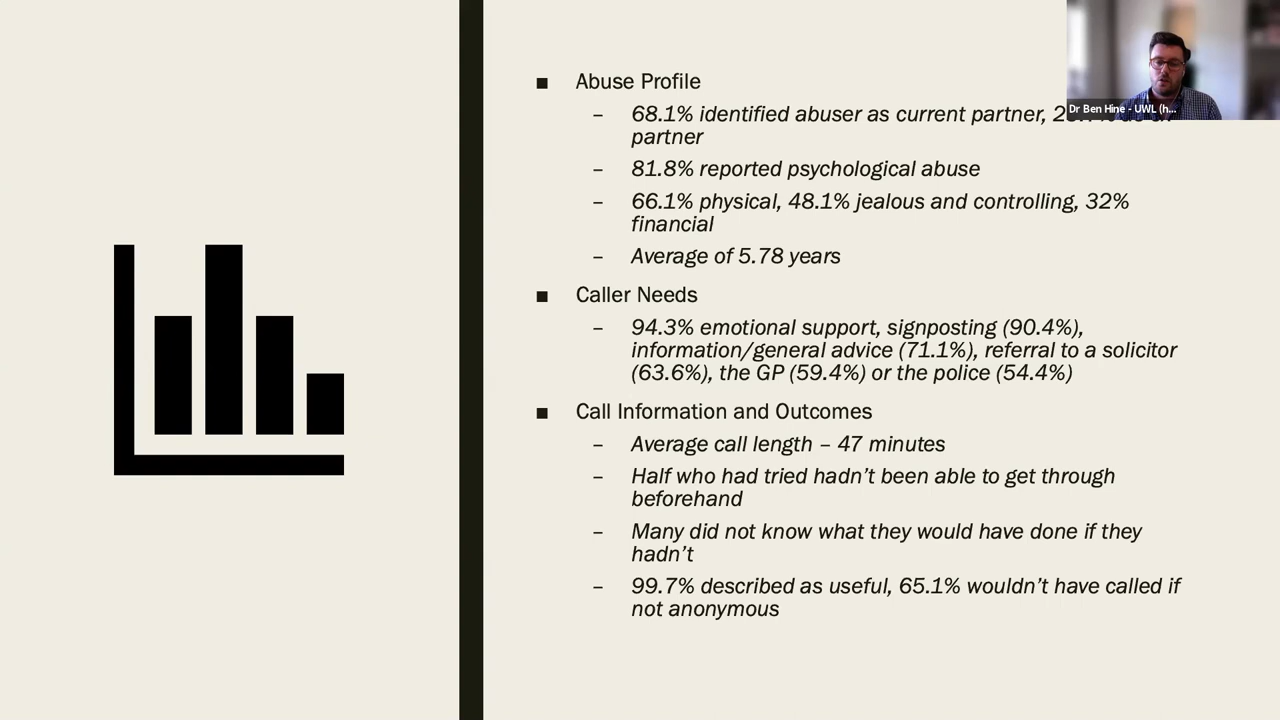 ■ Abuse Profile
– 68.1% identified abuser as current partner,
partner
– 81.8% reported psychological abuse
– 66.1% physical, 48.1% jealous and controlling, 32%
financial
– Average of 5.78 years
■ Caller Needs
– 94.3% emotional support, signposting (90.4%),
information/general advice (71.1%), referral to a solicitor
(63.6%), the GP (59.4%) or the police (54.4%)
■ Call Information and Outcomes
– Average call length – 47 minutes
– Half who had tried hadn’t been able to get through
beforehand
– Many did not know what they would have done if they
hadn’t
– 99.7% described as useful, 65.1% wouldn’t have called if
not anonymous
Dr Ben Hine - UWL (h...